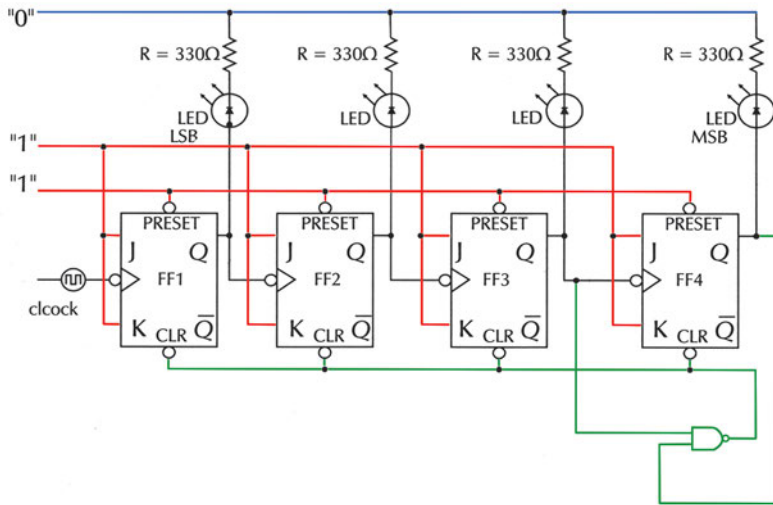 "0"
R = 330Ω R = 330Ω R = 330Ω R = 330Ω
LED LED LED LED
LSB MSB
"1"
"1"
PRESET PRESET PRESET PRESET
J Q J Q J Q J Q
FF1 FF2 FF3 FF4
clcock
K CLR Q̅ K CLR Q̅ K CLR Q̅ K CLR Q̅